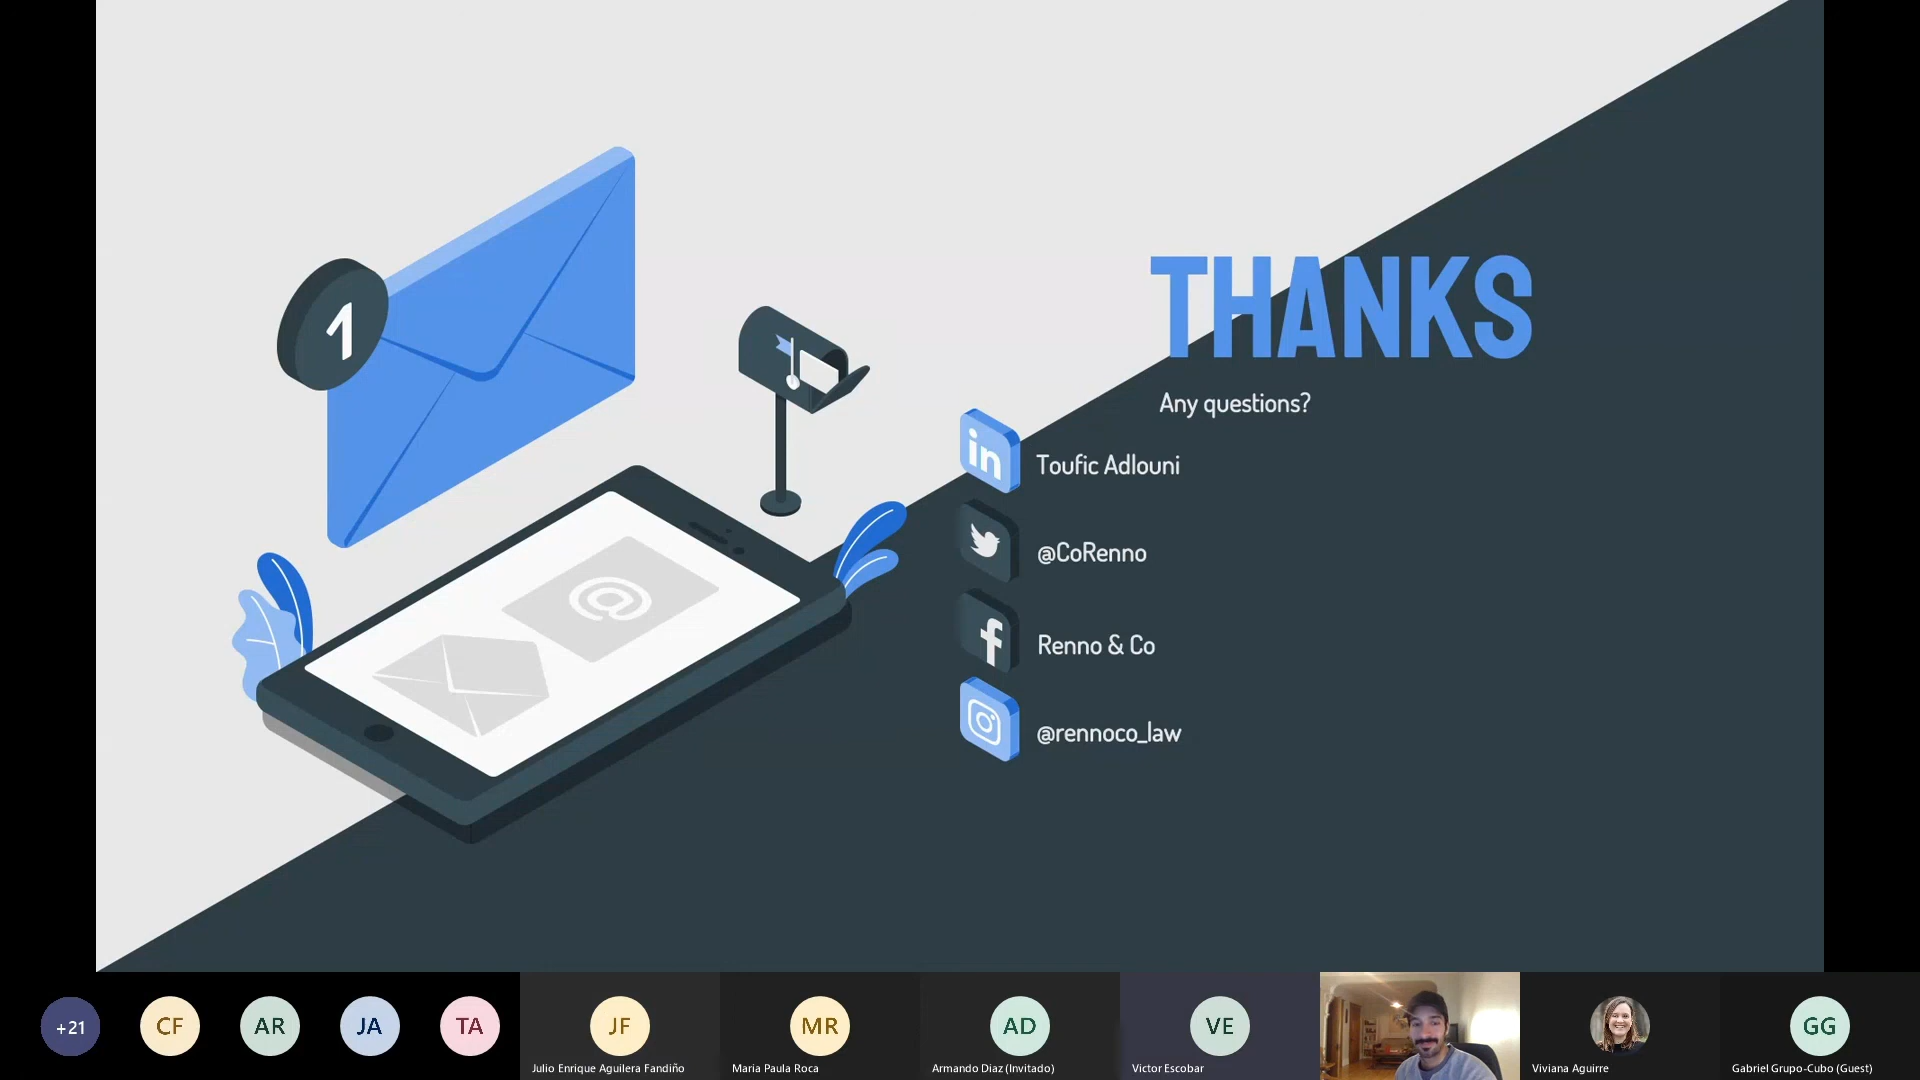 1
THANKS
Any questions?
in
Toufic Adlouni
@CoRenno
f
Renno & Co
@rennoco_law
@
+21
CF
AR
JA
TA
JF
MR
AD
VE
GG
Julio Enrique Aguilera Fandiño
Maria Paula Roca
Armando Diaz (Invitado)
Victor Escobar
Viviana Aguirre
Gabriel Grupo-Cubo (Guest)